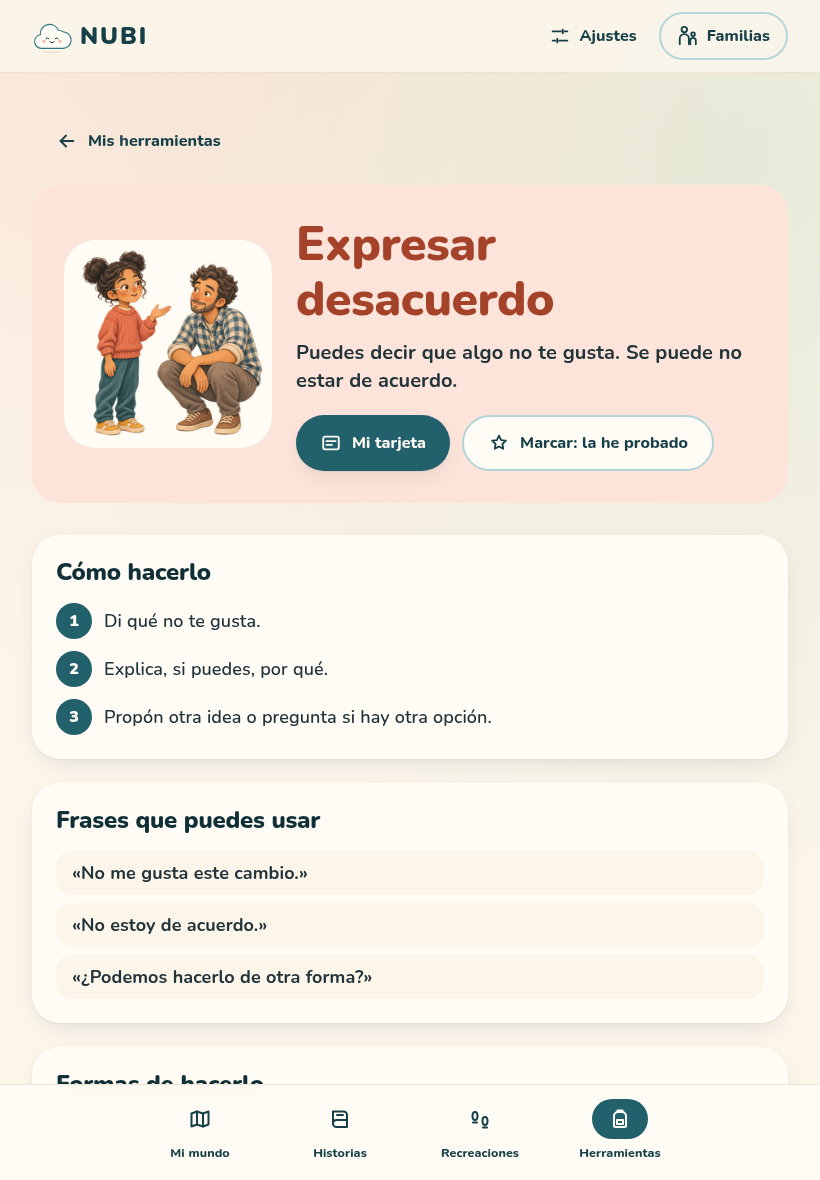 NUBI
Ajustes
Familias
Mis herramientas
Expresar
desacuerdo
Puedes decir que algo no te gusta. Se puede no
estar de acuerdo.
Mi tarjeta
Marcar: la he probado
Cómo hacerlo
1 Di qué no te gusta.
2 Explica, si puedes, por qué.
3 Propón otra idea o pregunta si hay otra opción.
Frases que puedes usar
«No me gusta este cambio.»
«No estoy de acuerdo.»
«¿Podemos hacerlo de otra forma?»
Formas de hacerlo
Mi mundo
Historias
Recreaciones
Herramientas